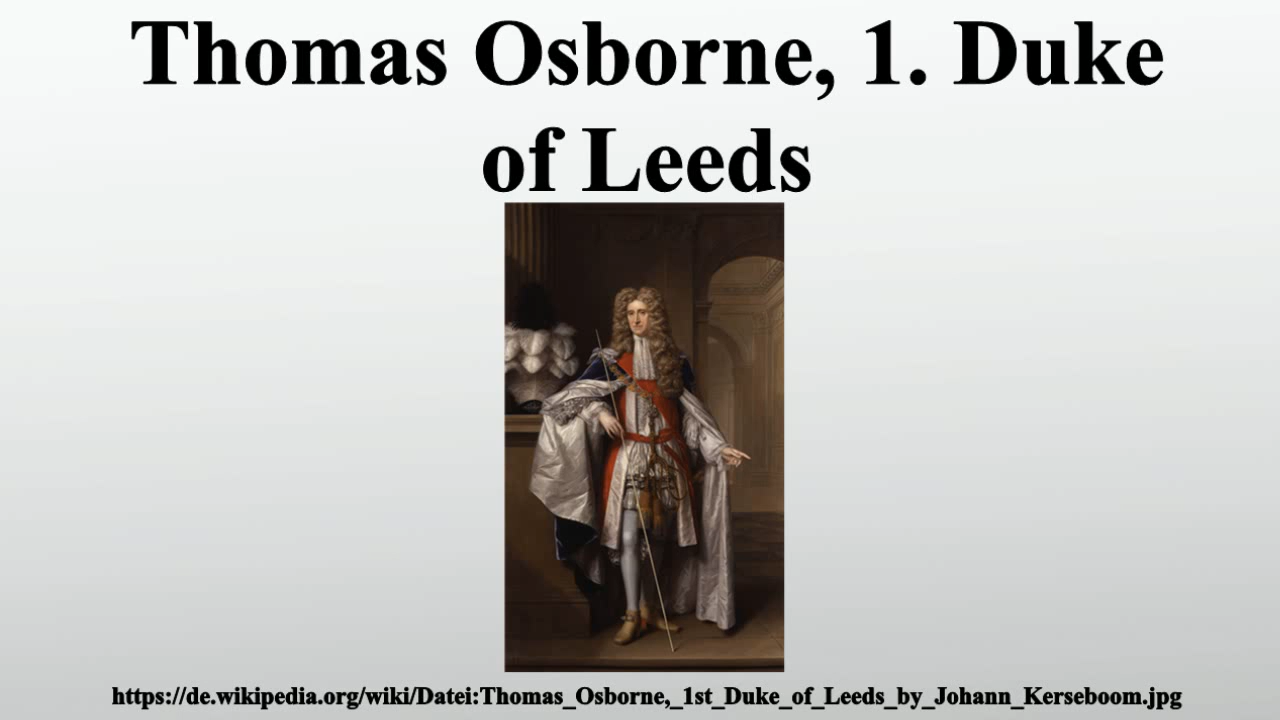 Thomas Osborne, 1. Duke
of Leeds
https://de.wikipedia.org/wiki/Datei:Thomas_Osborne,_1st_Duke_of_Leeds_by_Johann_Kerseboom.jpg